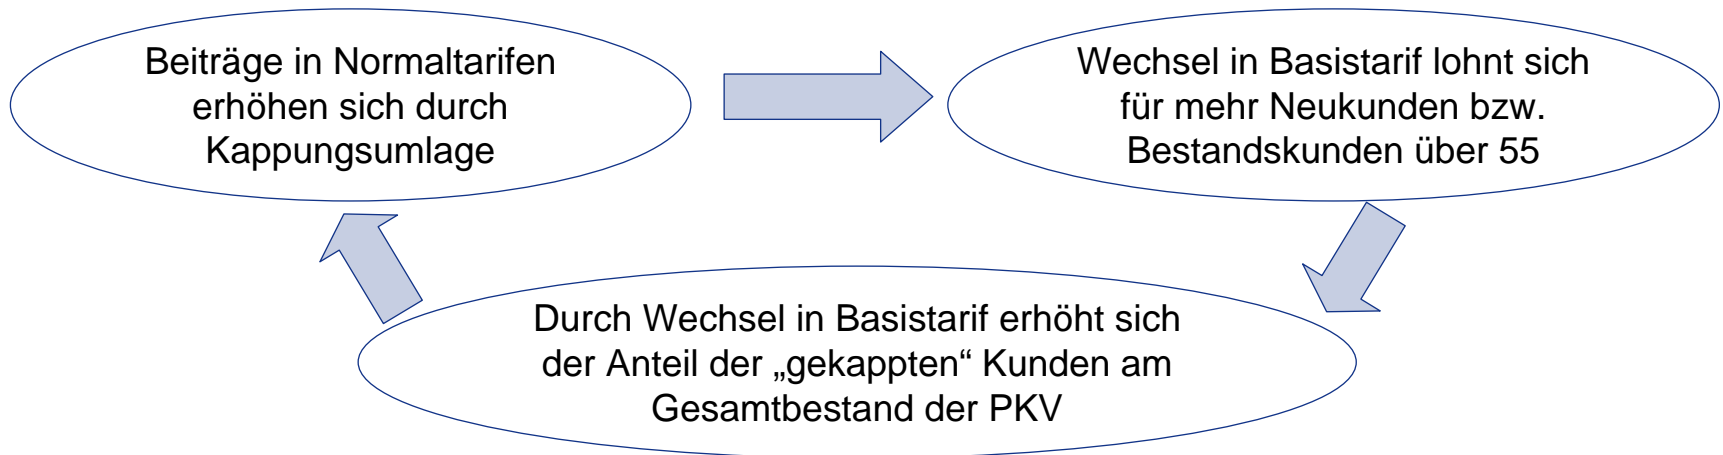 Beiträge in Normaltarifen
erhöhen sich durch
Kappungsumlage
Wechsel in Basistarif lohnt sich
für mehr Neukunden bzw.
Bestandskunden über 55
Durch Wechsel in Basistarif erhöht sich
der Anteil der „gekappten“ Kunden am
Gesamtbestand der PKV